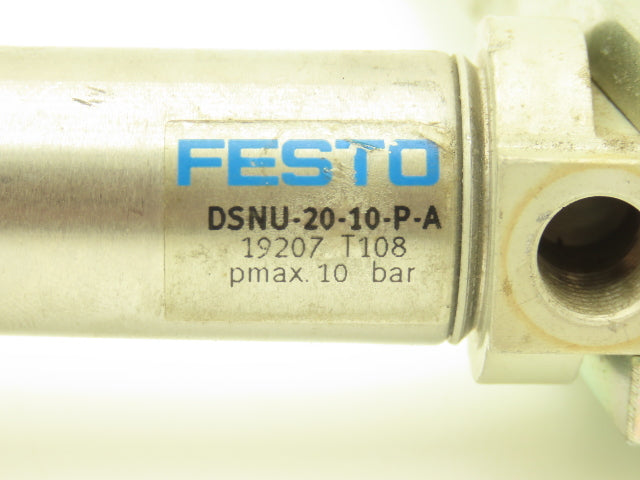 FESTO
DSNU-20-10-P-A
19207 T108
pmax. 10 bar